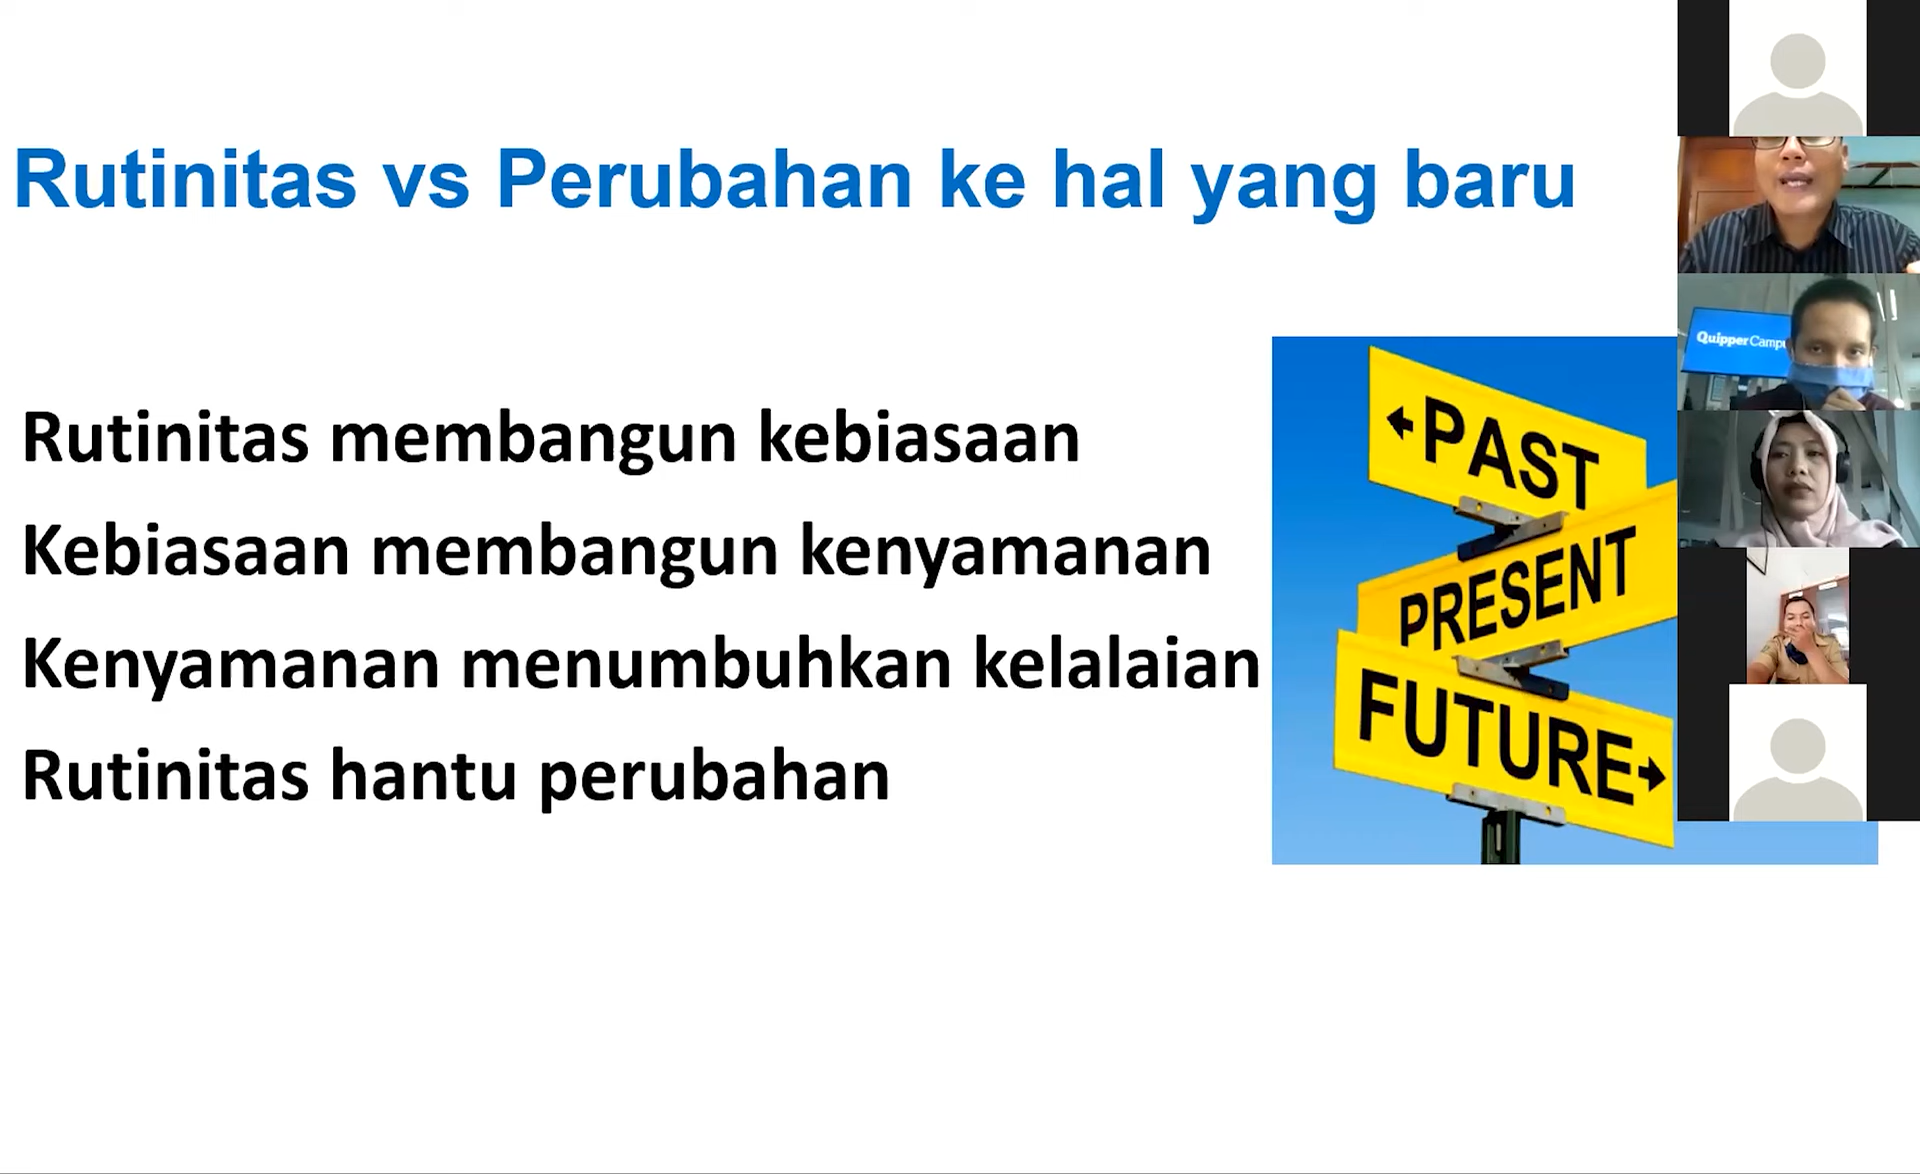 Rutinitas vs Perubahan ke hal yang baru
Rutinitas membangun kebiasaan
Kebiasaan membangun kenyamanan
Kenyamanan menumbuhkan kelalaian
Rutinitas hantu perubahan
PAST
PRESENT
FUTURE
Quipper